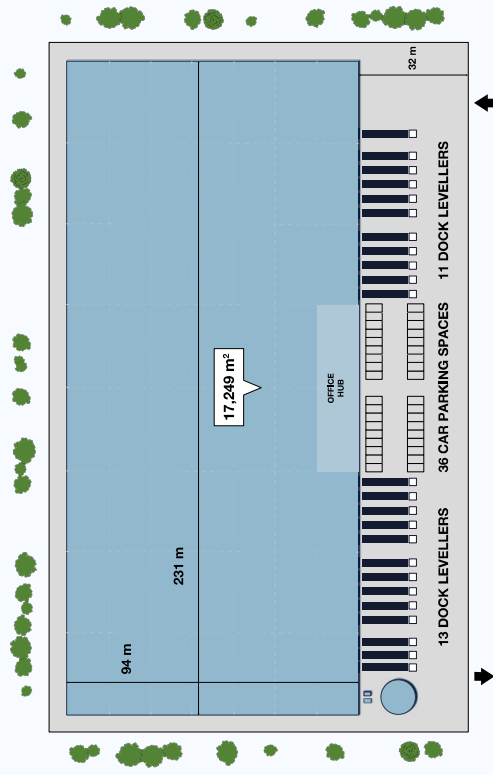 32 m
11 DOCK LEVELLERS
17,249 m²
OFFICE
HUB
36 CAR PARKING SPACES
231 m
13 DOCK LEVELLERS
94 m